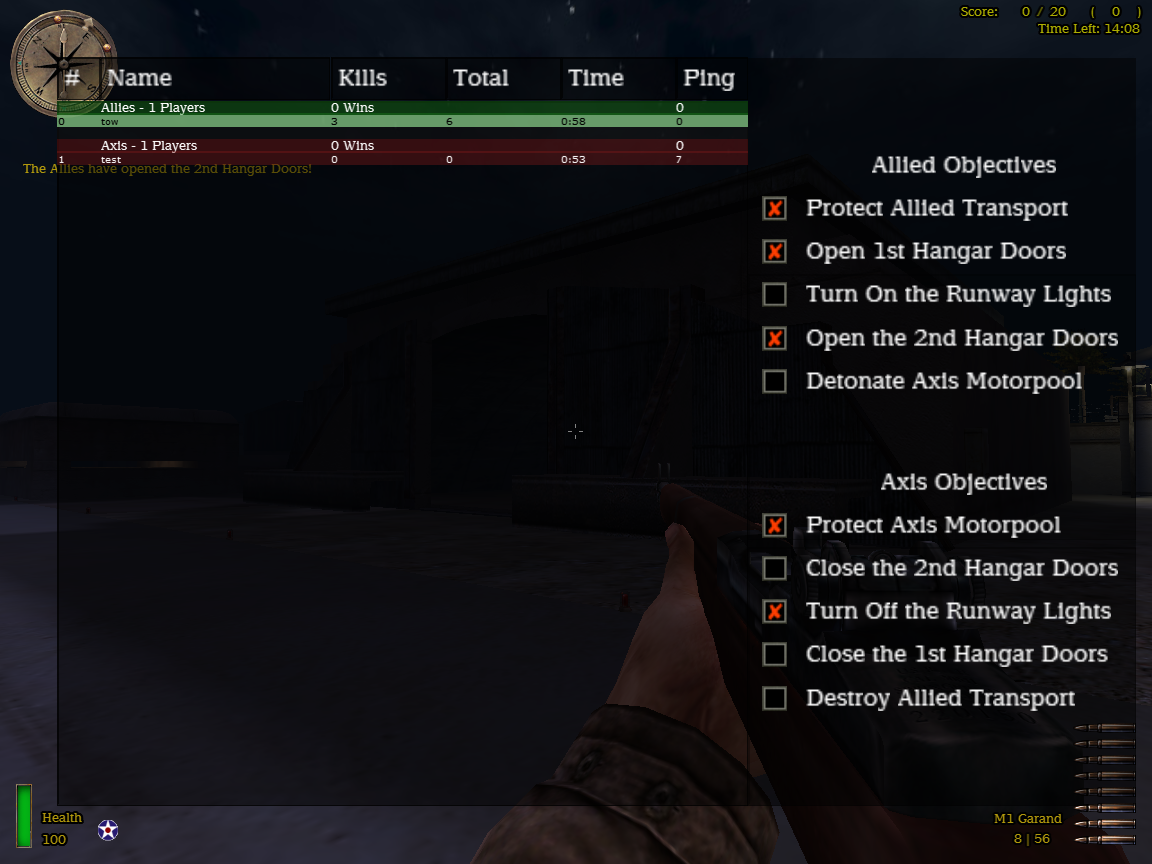 Score: 0 / 20 ( 0 )
Time Left: 14:08
# Name Kills Total Time Ping
Allies - 1 Players 0 Wins 0
0 tow 3 6 0:58 0
Axis - 1 Players 0 Wins 0
1 test 0 0 0:53 7
The Allies have opened the 2nd Hangar Doors!
Allied Objectives
Protect Allied Transport
Open 1st Hangar Doors
Turn On the Runway Lights
Open the 2nd Hangar Doors
Detonate Axis Motorpool
Axis Objectives
Protect Axis Motorpool
Close the 2nd Hangar Doors
Turn Off the Runway Lights
Close the 1st Hangar Doors
Destroy Allied Transport
Health
100
M1 Garand
8 | 56
N
E
S
W